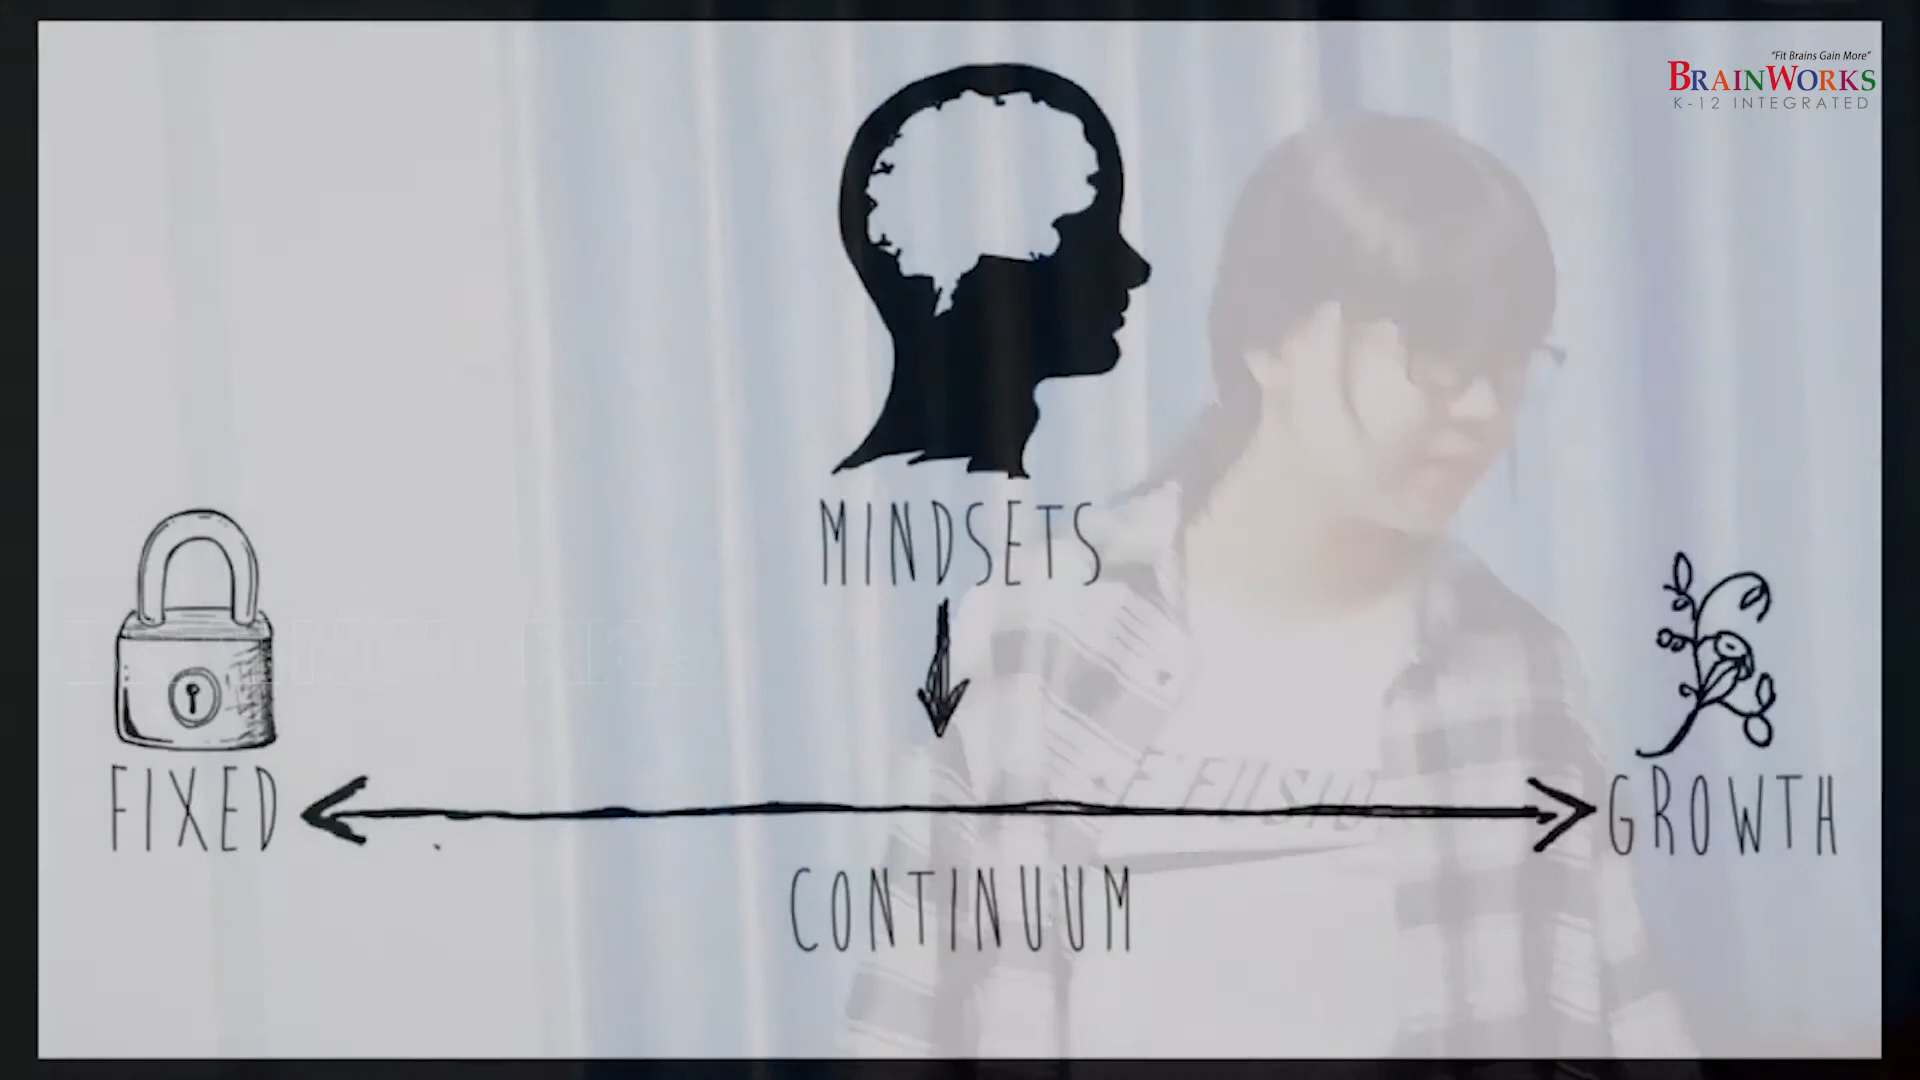 "Fit Brains Gain More"
BRAINWORKS
K-12 INTEGRATED
MINDSETS
FIXED
GROWTH
CONTINUUM